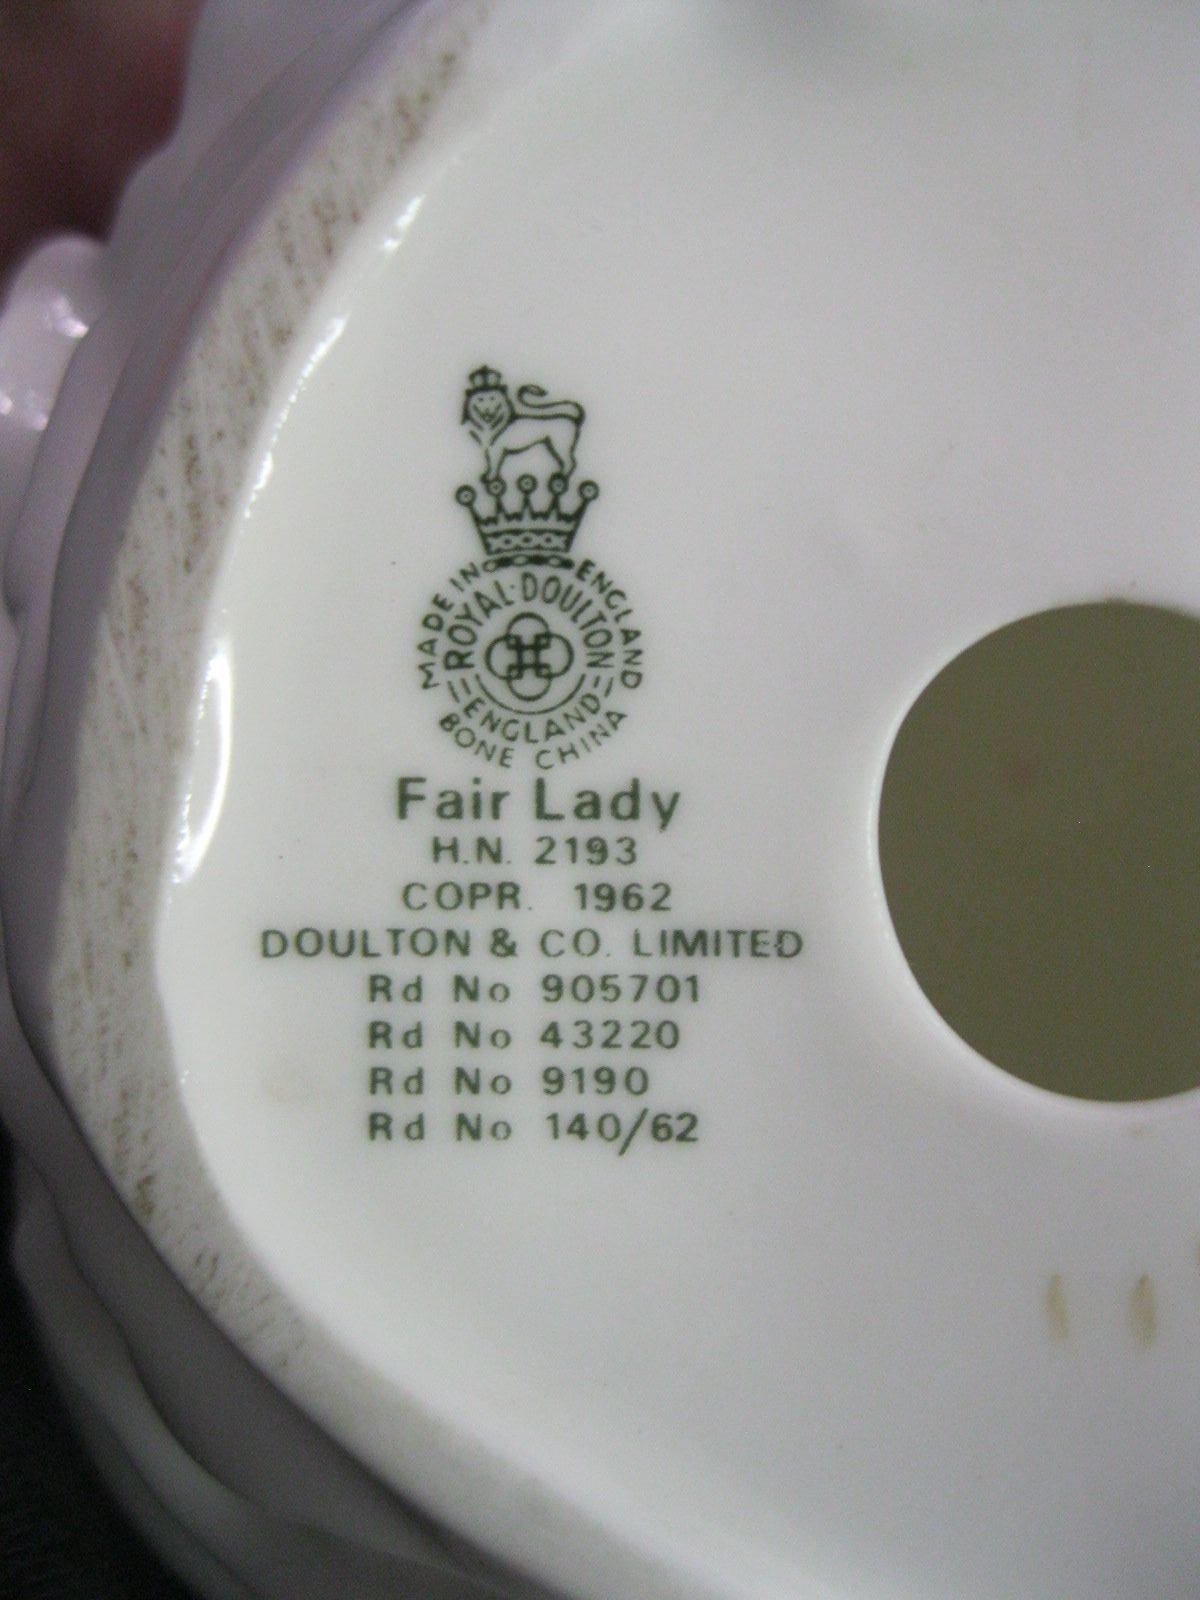 MADE IN ENGLAND
ROYAL·DOULTON
ENGLAND
BONE CHINA
Fair Lady
H.N. 2193
COPR. 1962
DOULTON & CO. LIMITED
Rd No 905701
Rd No 43220
Rd No 9190
Rd No 140/62